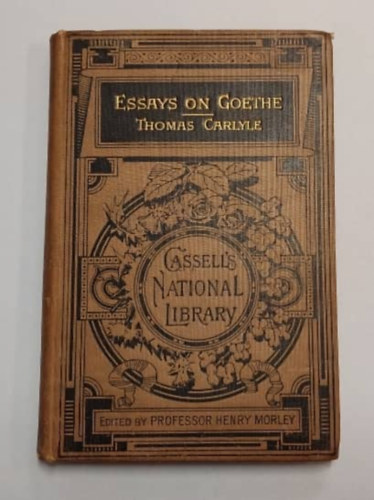 ESSAYS ON GOETHE
THOMAS CARLYLE
CASSELL'S
NATIONAL
LIBRARY
EDITED BY PROFESSOR HENRY MORLEY